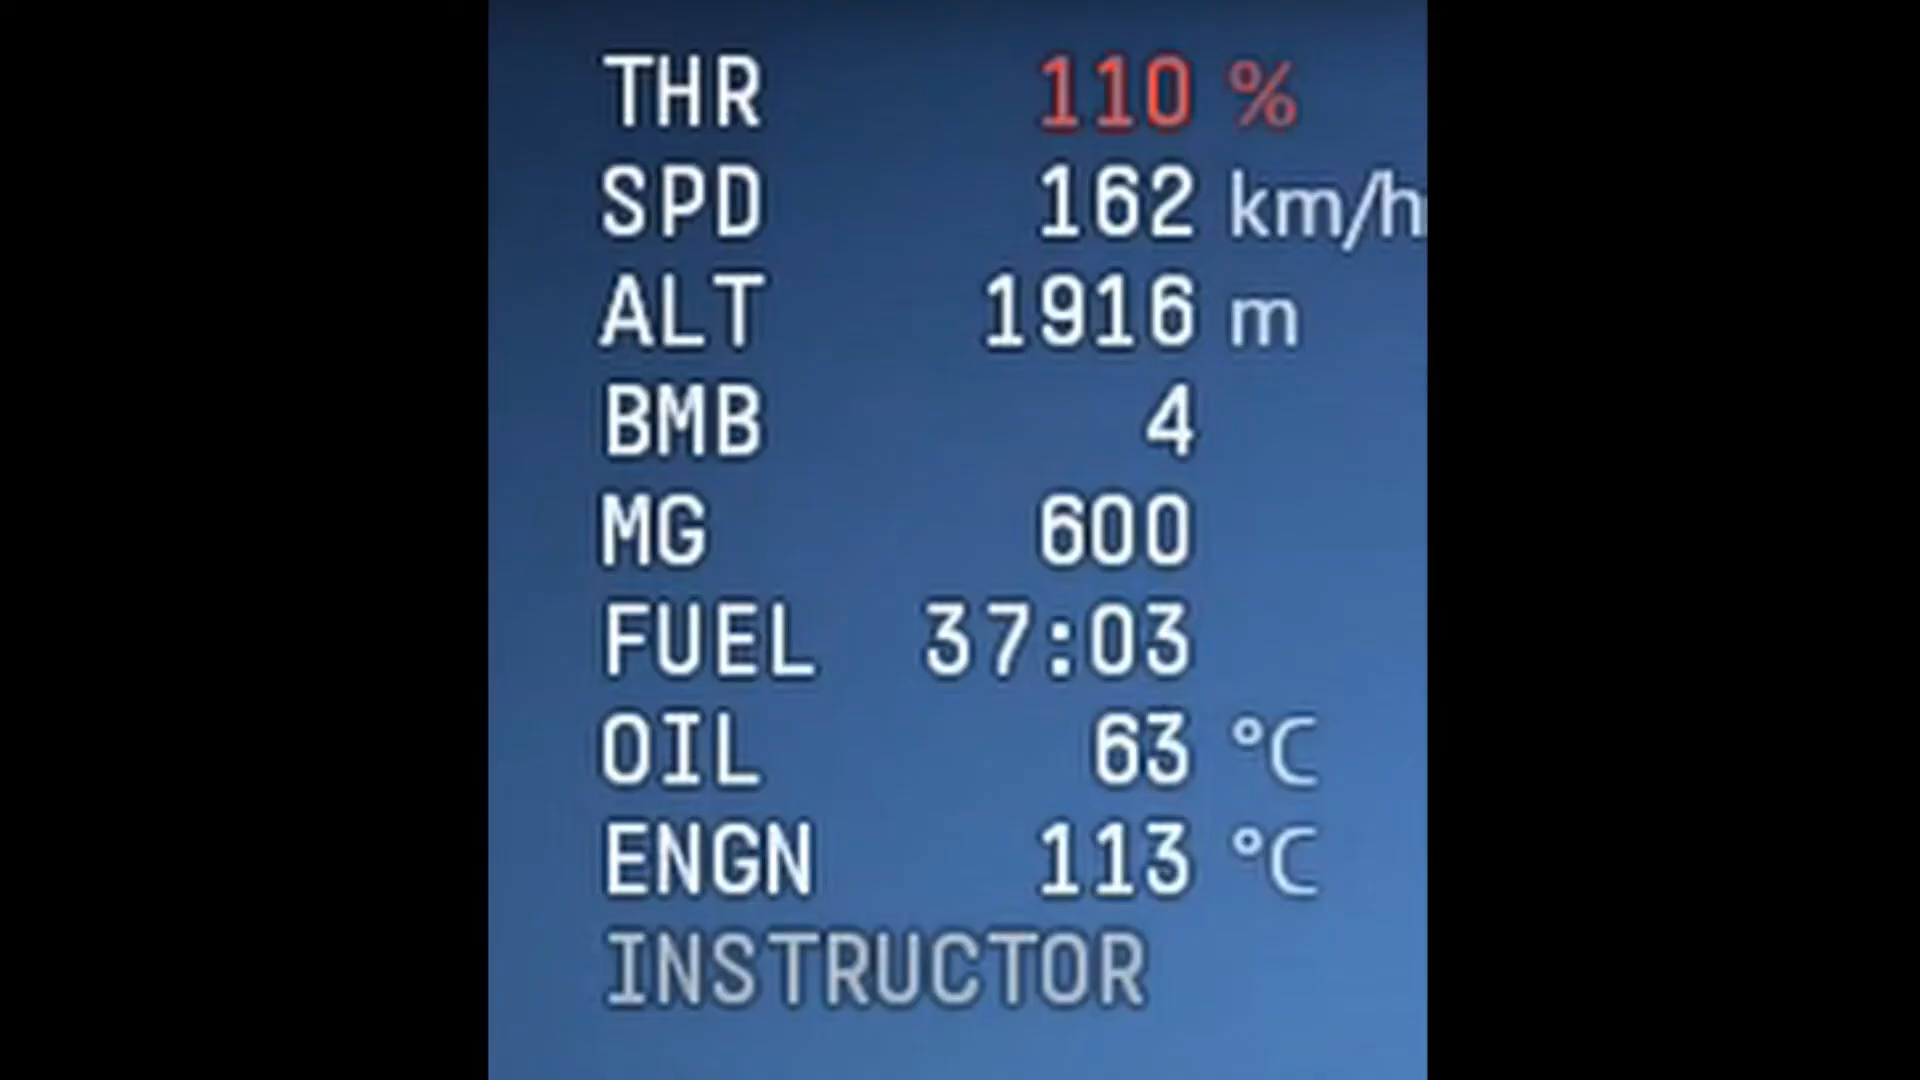 THR 110 %
SPD 162 km/h
ALT 1916 m
BMB 4
MG 600
FUEL 37:03
OIL 63 °C
ENGN 113 °C
INSTRUCTOR